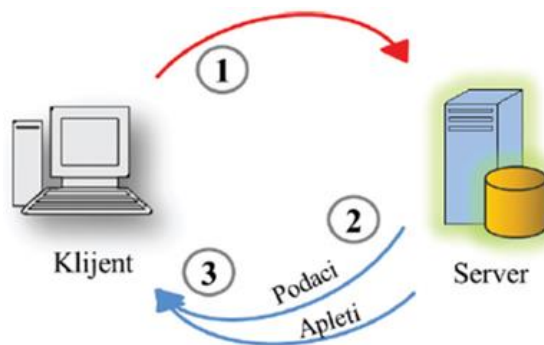 1
2
3
Klijent
Podaci
Apleti
Server